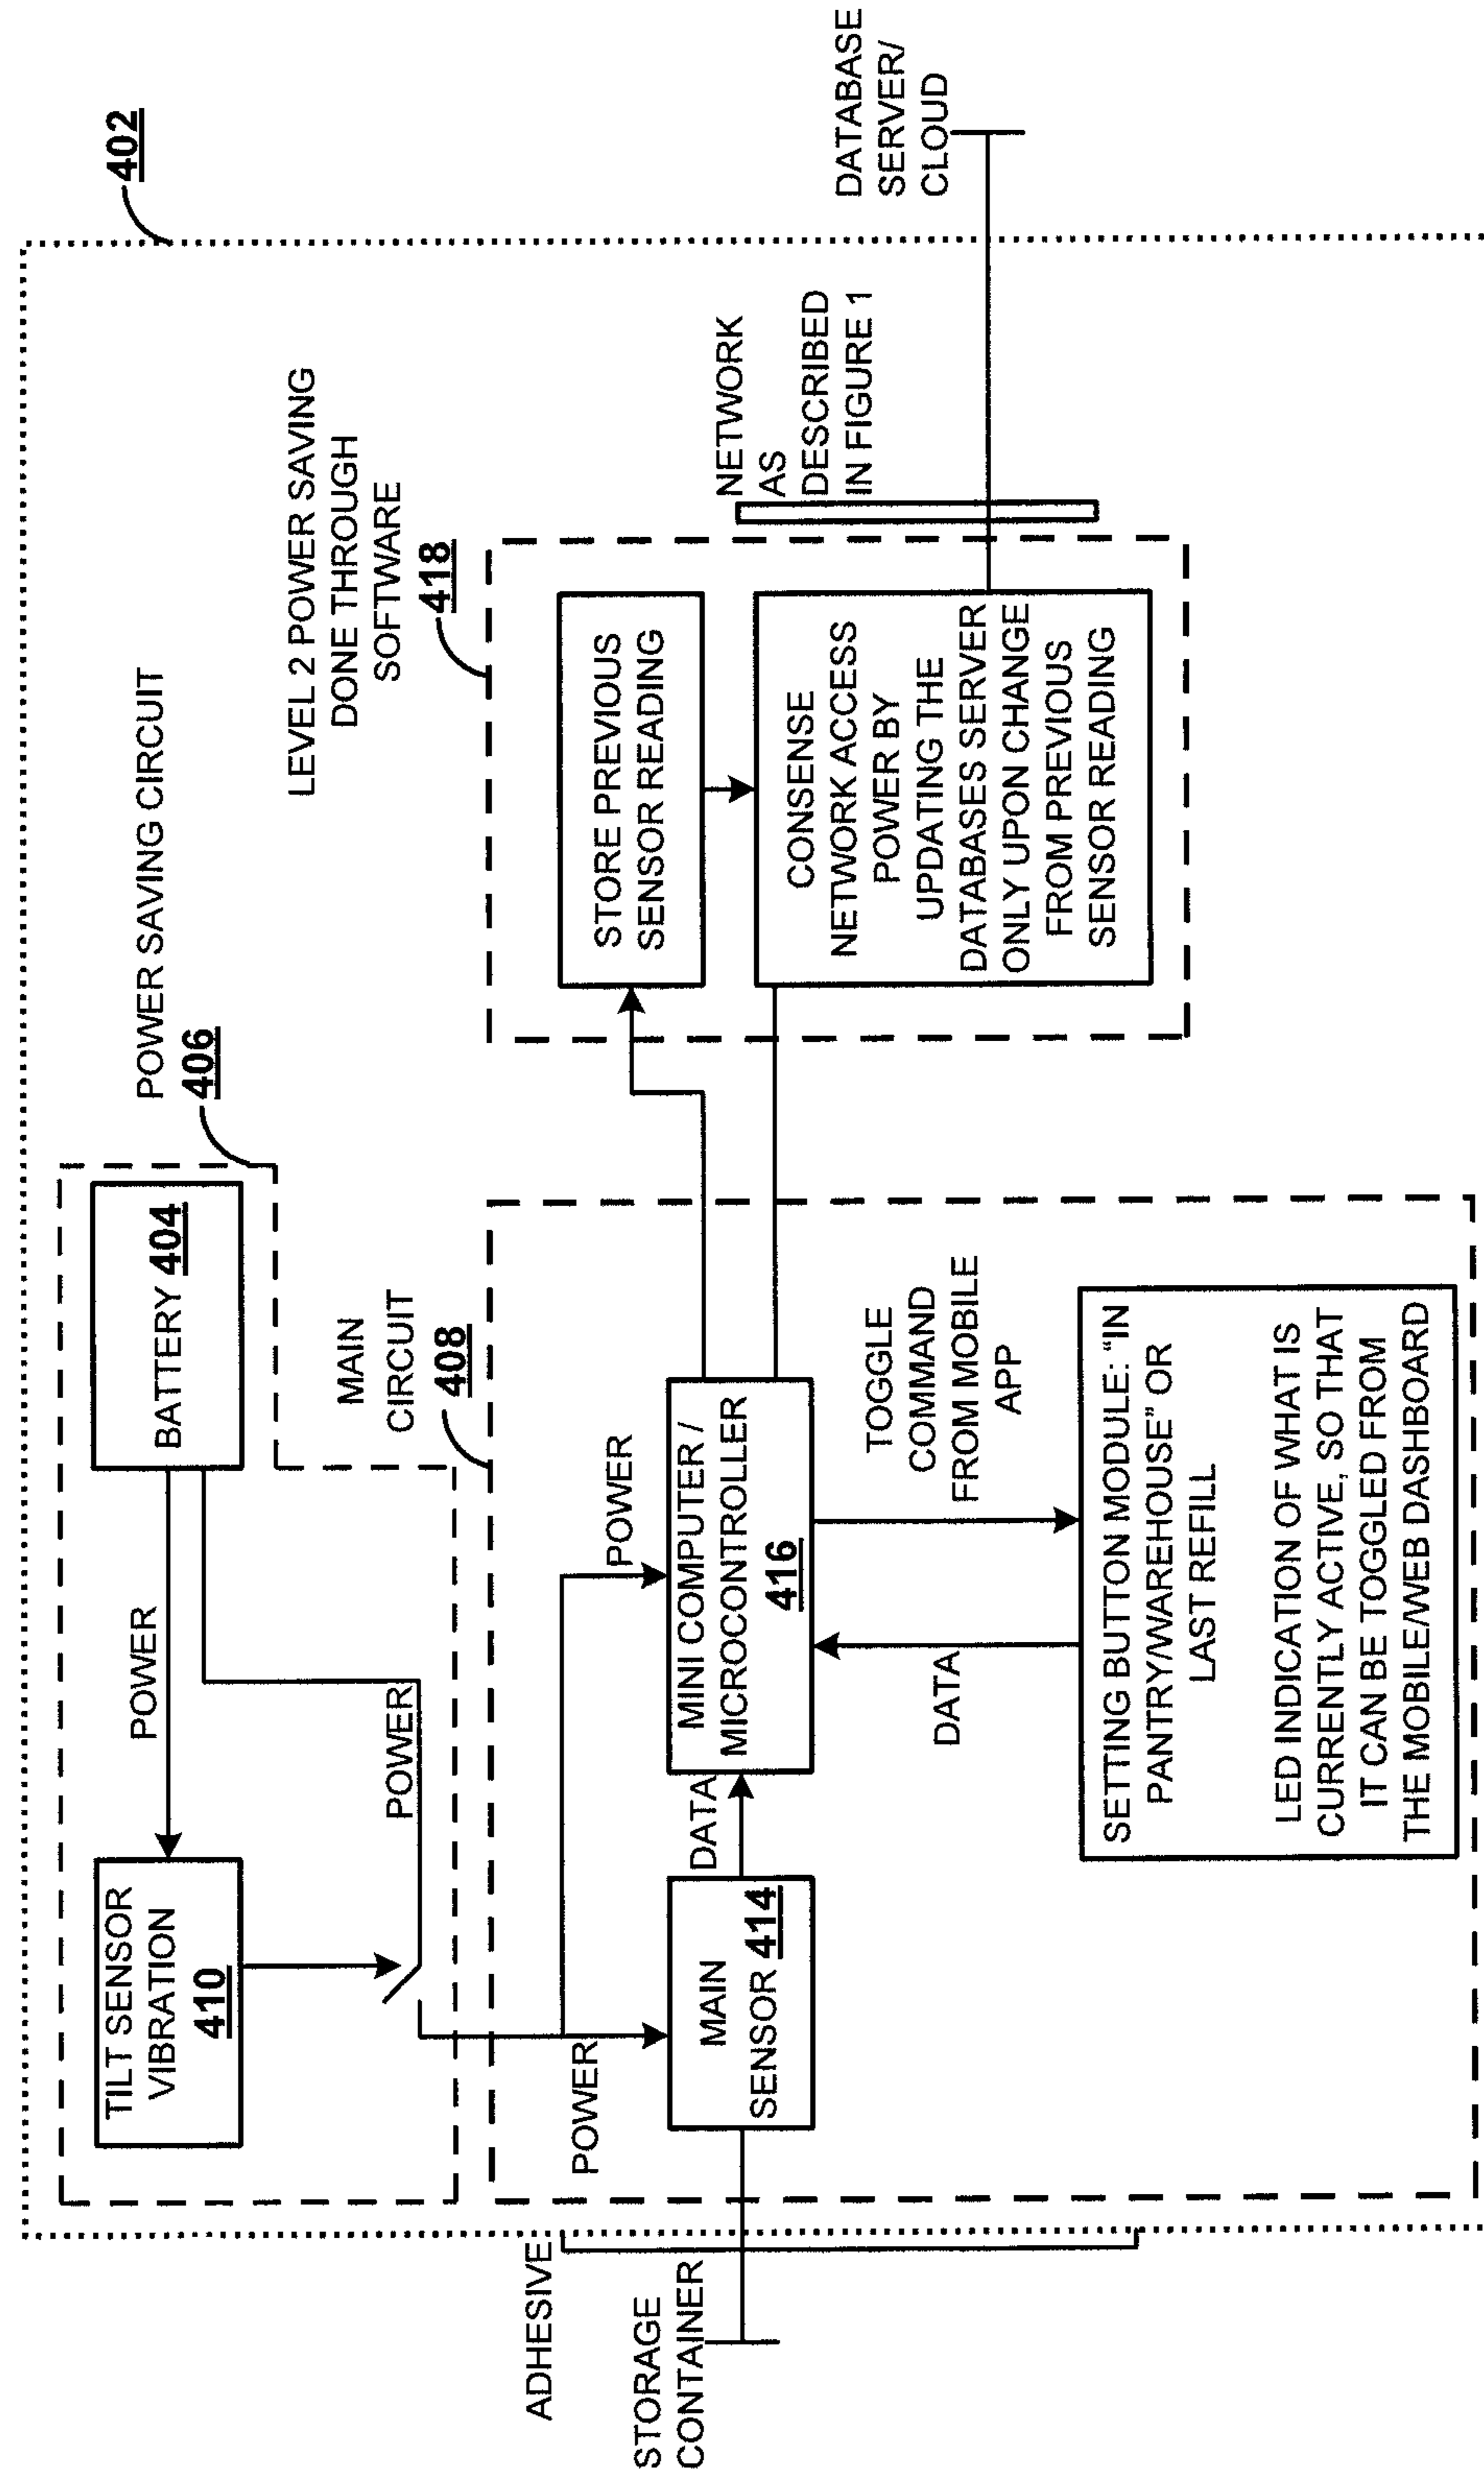 402
POWER SAVING CIRCUIT
406
BATTERY 404
POWER
POWER
TILT SENSOR
VIBRATION
410
LEVEL 2 POWER SAVING
DONE THROUGH
SOFTWARE
418
STORE PREVIOUS
SENSOR READING
CONSENSE
NETWORK ACCESS
POWER BY
UPDATING THE
DATABASES SERVER
ONLY UPON CHANGE
FROM PREVIOUS
SENSOR READING
NETWORK
AS
DESCRIBED
IN FIGURE 1
DATABASE
SERVER/
CLOUD
MAIN
CIRCUIT
408
POWER
POWER
MINI COMPUTER /
MICROCONTROLLER
416
DATA
MAIN
SENSOR 414
TOGGLE
COMMAND
FROM MOBILE
APP
DATA
SETTING BUTTON MODULE: "IN
PANTRY/WAREHOUSE" OR
LAST REFILL
LED INDICATION OF WHAT IS
CURRENTLY ACTIVE, SO THAT
IT CAN BE TOGGLED FROM
THE MOBILE/WEB DASHBOARD
ADHESIVE
STORAGE
CONTAINER